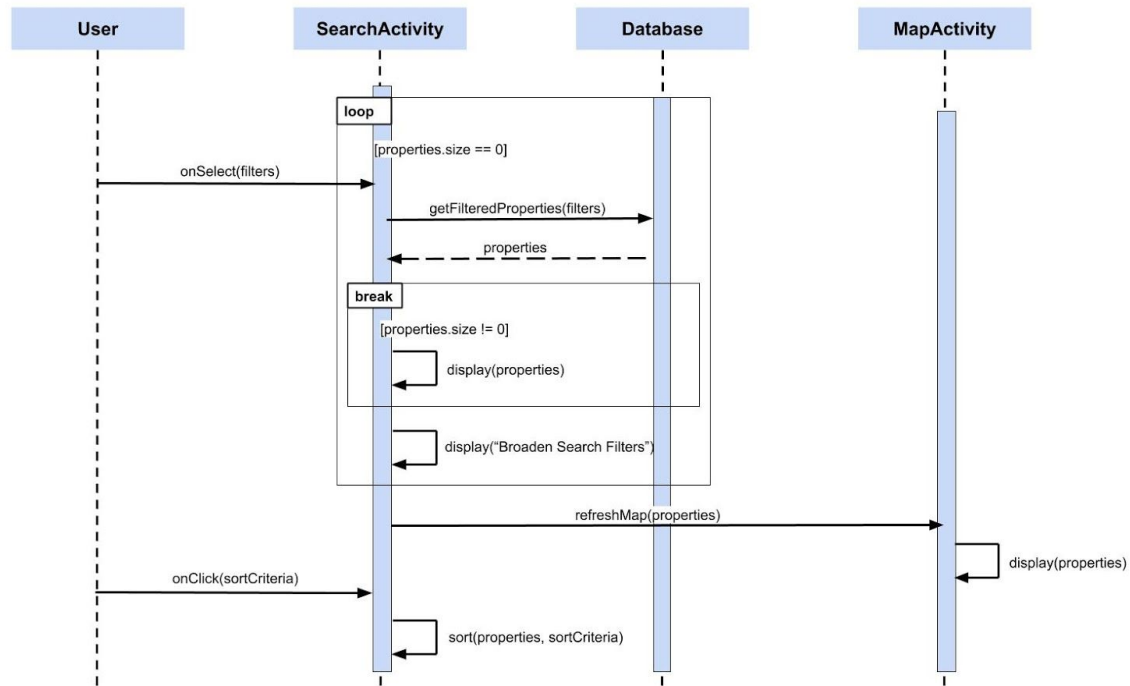 User
SearchActivity
Database
MapActivity
loop
[properties.size == 0]
onSelect(filters)
getFilteredProperties(filters)
properties
break
[properties.size != 0]
display(properties)
display(“Broaden Search Filters”)
refreshMap(properties)
display(properties)
onClick(sortCriteria)
sort(properties, sortCriteria)